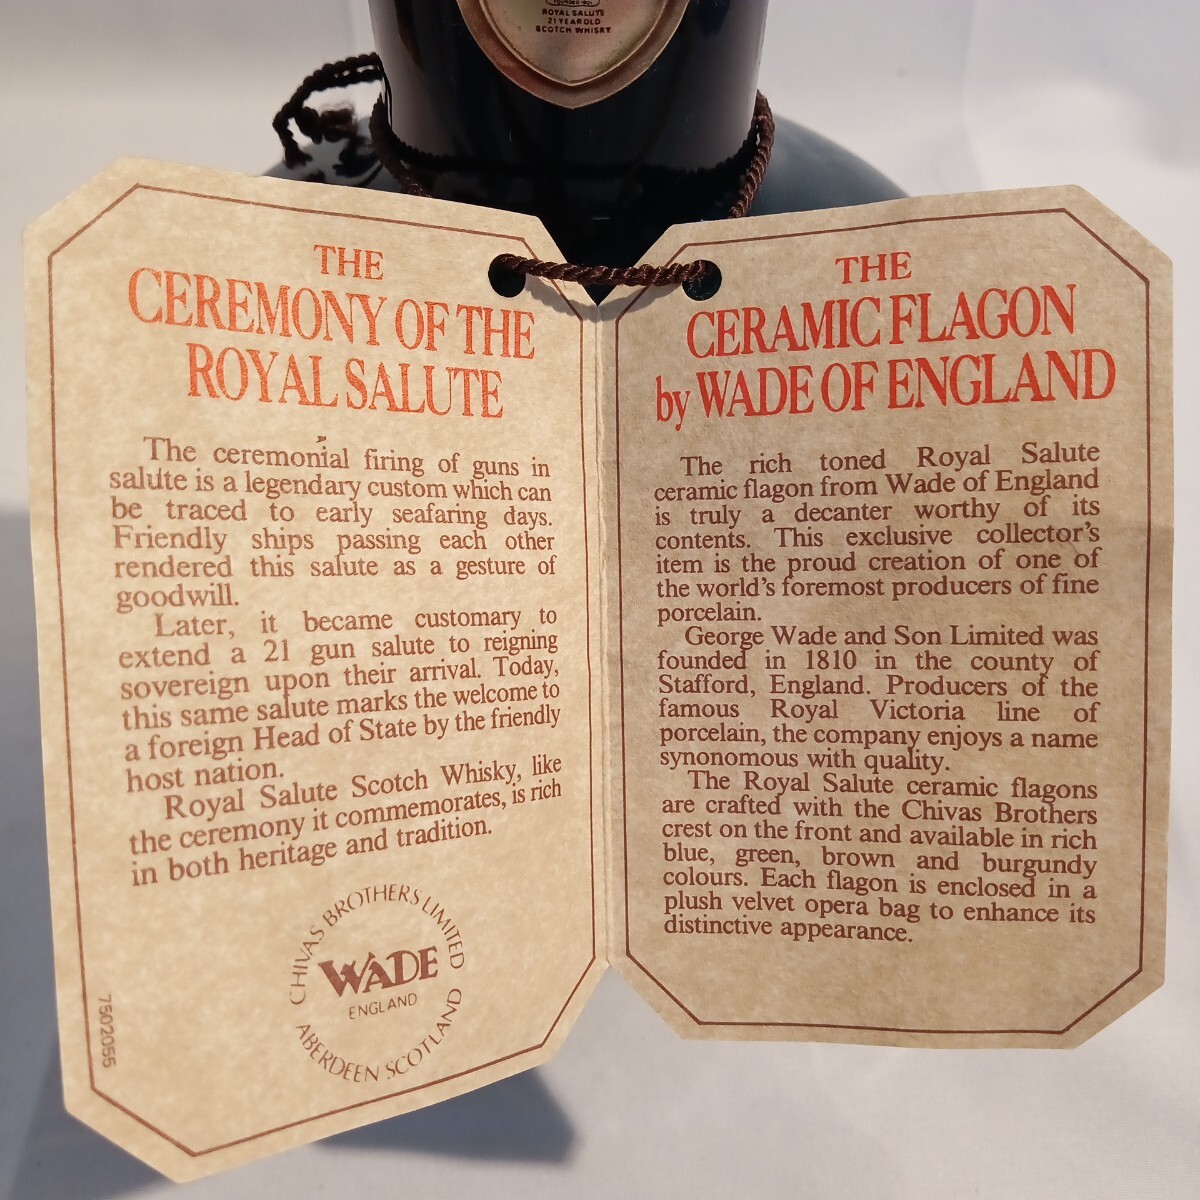 ROYAL SALUTE
21 YEAR OLD
SCOTCH WHISKY
THE
CEREMONY OF THE
ROYAL SALUTE
The ceremonial firing of guns in
salute is a legendary custom which can
be traced to early seafaring days.
Friendly ships passing each other
rendered this salute as a gesture of
goodwill.
Later, it became customary to
extend a 21 gun salute to reigning
sovereign upon their arrival. Today,
this same salute marks the welcome to
a foreign Head of State by the friendly
host nation.
Royal Salute Scotch Whisky, like
the ceremony it commemorates, is rich
in both heritage and tradition.
CHIVAS BROTHERS LIMITED
WADE
ENGLAND
ABERDEEN SCOTLAND
7502055
THE
CERAMIC FLAGON
by WADE OF ENGLAND
The rich toned Royal Salute
ceramic flagon from Wade of England
is truly a decanter worthy of its
contents. This exclusive collector's
item is the proud creation of one of
the world's foremost producers of fine
porcelain.
George Wade and Son Limited was
founded in 1810 in the county of
Stafford, England. Producers of the
famous Royal Victoria line of
porcelain, the company enjoys a name
synonomous with quality.
The Royal Salute ceramic flagons
are crafted with the Chivas Brothers
crest on the front and available in rich
blue, green, brown and burgundy
colours. Each flagon is enclosed in a
plush velvet opera bag to enhance its
distinctive appearance.